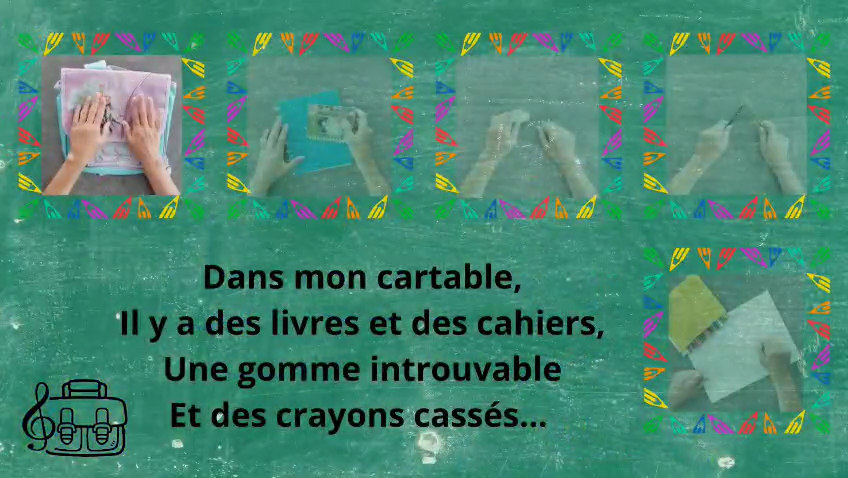 Dans mon cartable,
Il y a des livres et des cahiers,
Une gomme introuvable
Et des crayons cassés...